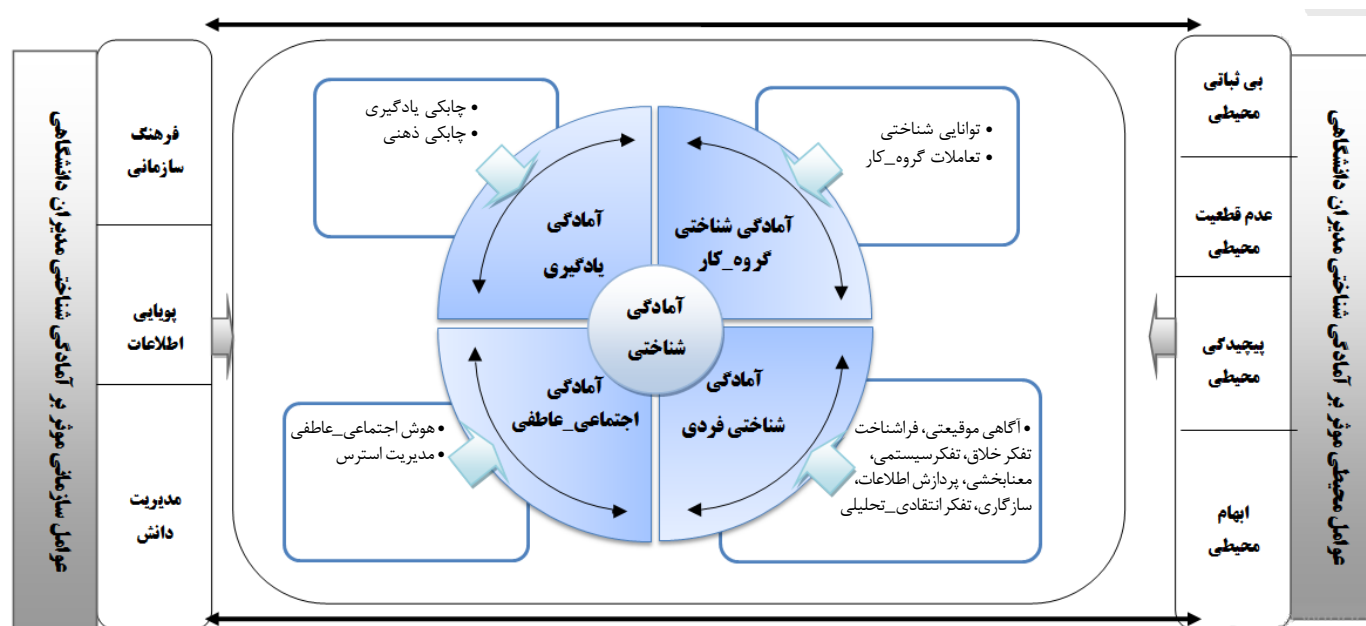 عوامل محیطی موثر بر آمادگی شناختی مدیران دانشگاهی
بی ثباتی
محیطی
عدم قطعیت
محیطی
پیچیدگی
محیطی
ابهام
محیطی
• توانایی شناختی
• تعاملات گروه_کار
آمادگی شناختی
گروه_کار
• چابکی یادگیری
• چابکی ذهنی
آمادگی
یادگیری
آمادگی
شناختی
آمادگی
شناختی فردی
• آگاهی موقیعتی، فراشناخت
تفکر خلاق، تفکرسیستمی،
معنابخشی، پردازش اطلاعات،
سازگاری، تفکر انتقادی_تحلیلی
آمادگی
اجتماعی_عاطفی
• هوش اجتماعی_عاطفی
• مدیریت استرس
فرهنگ
سازمانی
پویایی
اطلاعات
مدیریت
دانش
عوامل سازمانی موثر بر آمادگی شناختی مدیران دانشگاهی